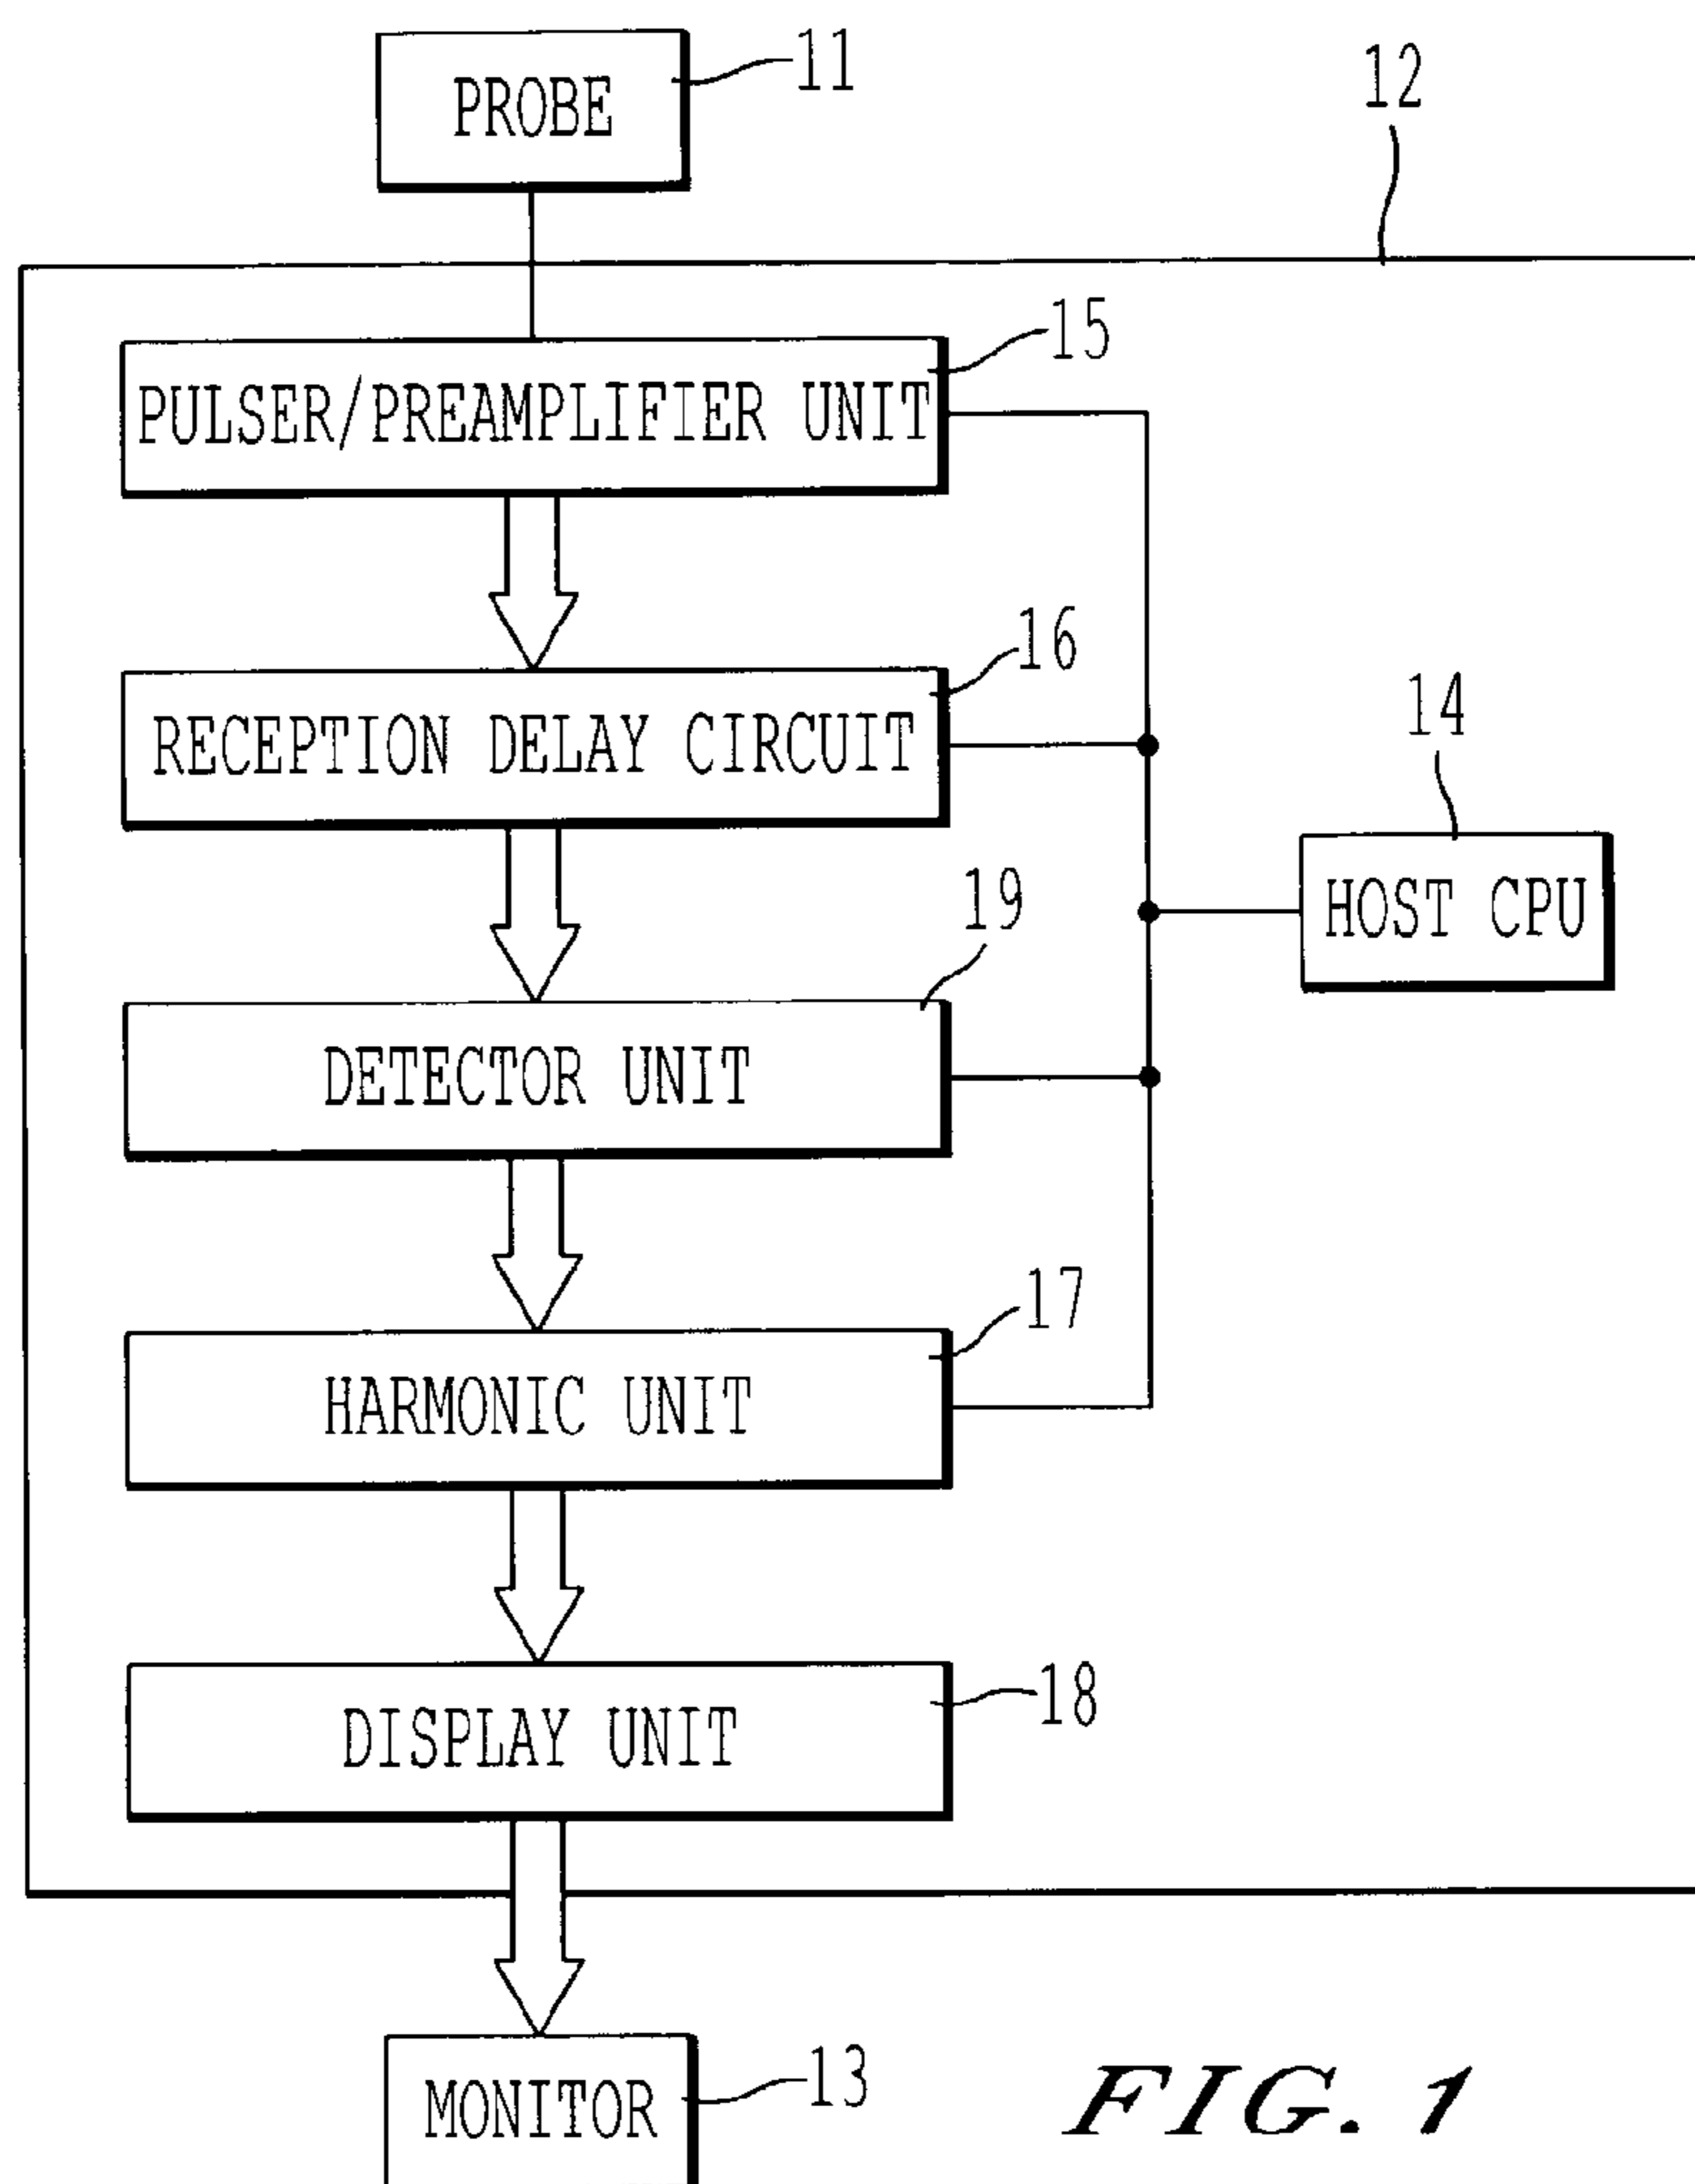 PROBE
11
12
PULSER/PREAMPLIFIER UNIT
15
RECEPTION DELAY CIRCUIT
16
HOST CPU
14
DETECTOR UNIT
19
HARMONIC UNIT
17
DISPLAY UNIT
18
MONITOR
13
FIG. 1